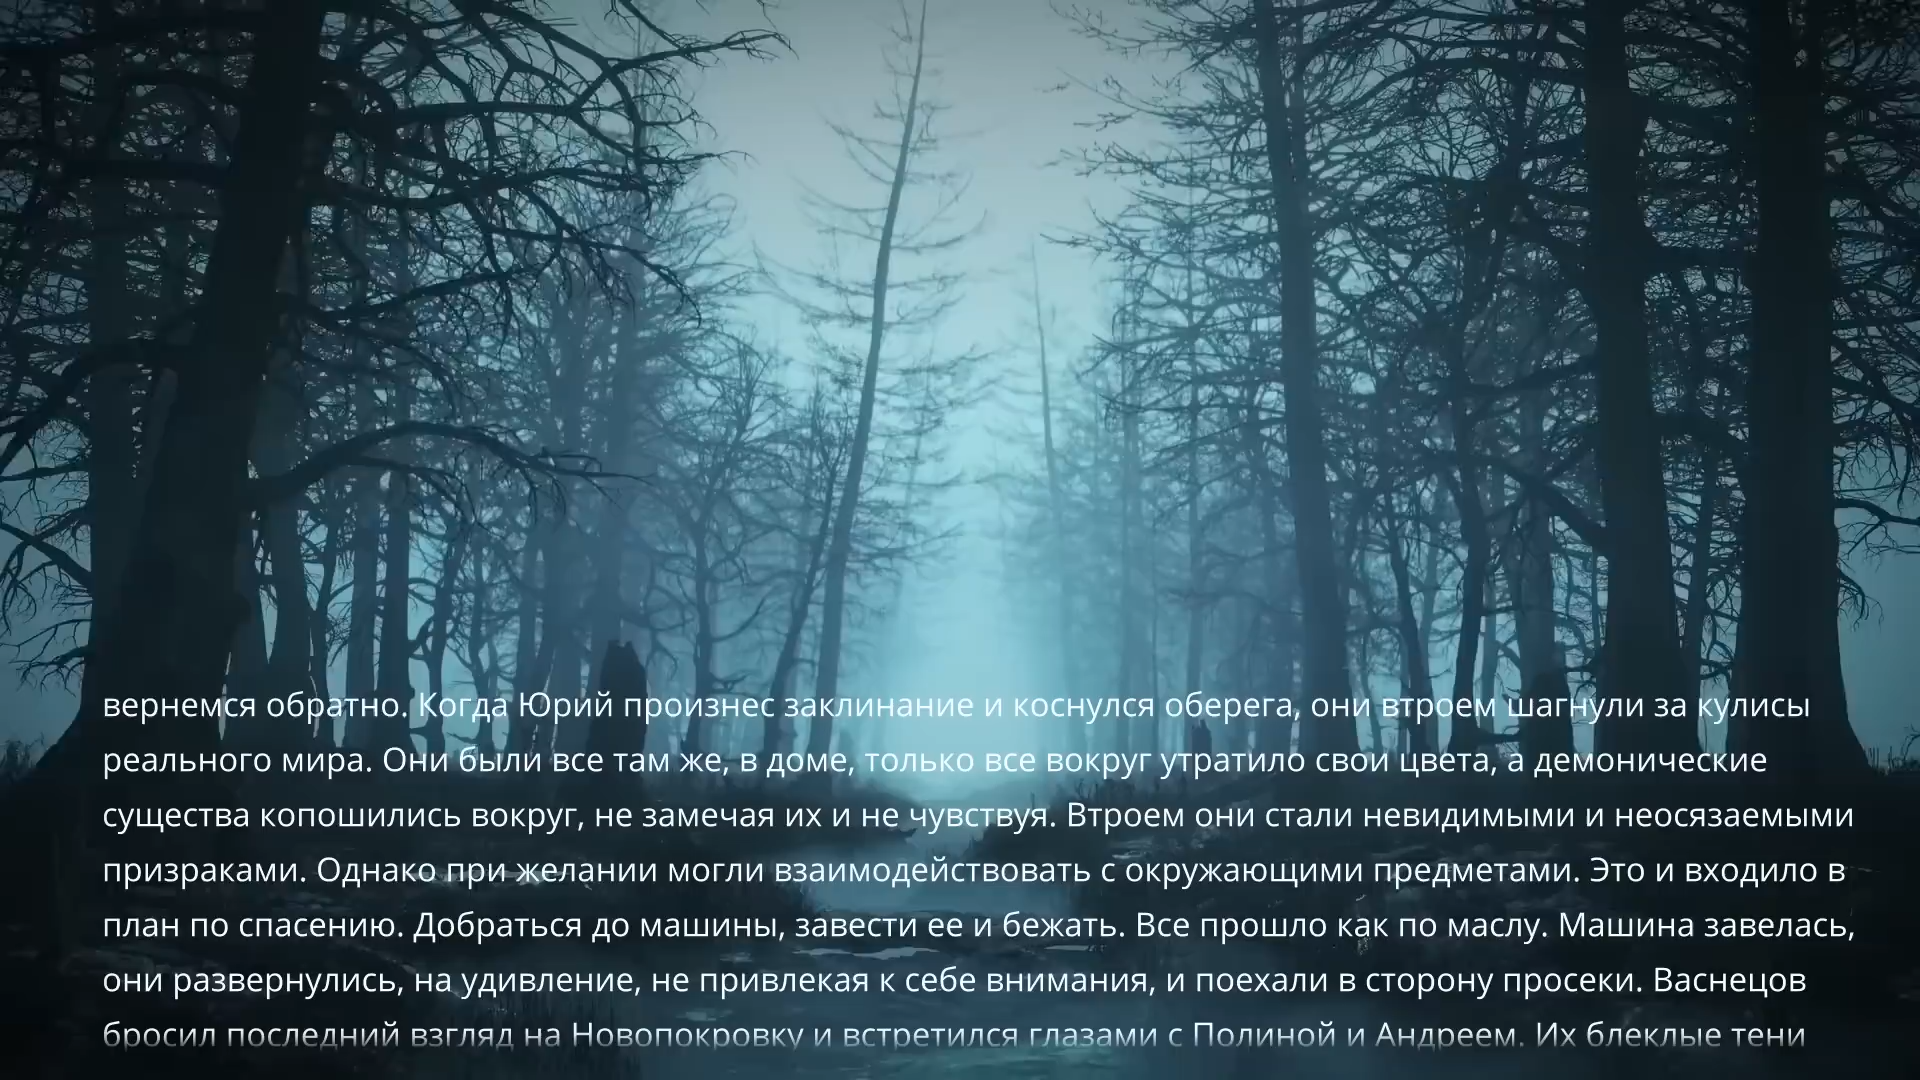 вернемся обратно. Когда Юрий произнес заклинание и коснулся оберега, они втроем шагнули за кулисы
реального мира. Они были все там же, в доме, только все вокруг утратило свои цвета, а демонические
существа копошились вокруг, не замечая их и не чувствуя. Втроем они стали невидимыми и неосязаемыми
призраками. Однако при желании могли взаимодействовать с окружающими предметами. Это и входило в
план по спасению. Добраться до машины, завести ее и бежать. Все прошло как по маслу. Машина завелась,
они развернулись, на удивление, не привлекая к себе внимания, и поехали в сторону просеки. Васнецов
бросил последний взгляд на Новопокровку и встретился глазами с Полиной и Андреем. Их блеклые тени